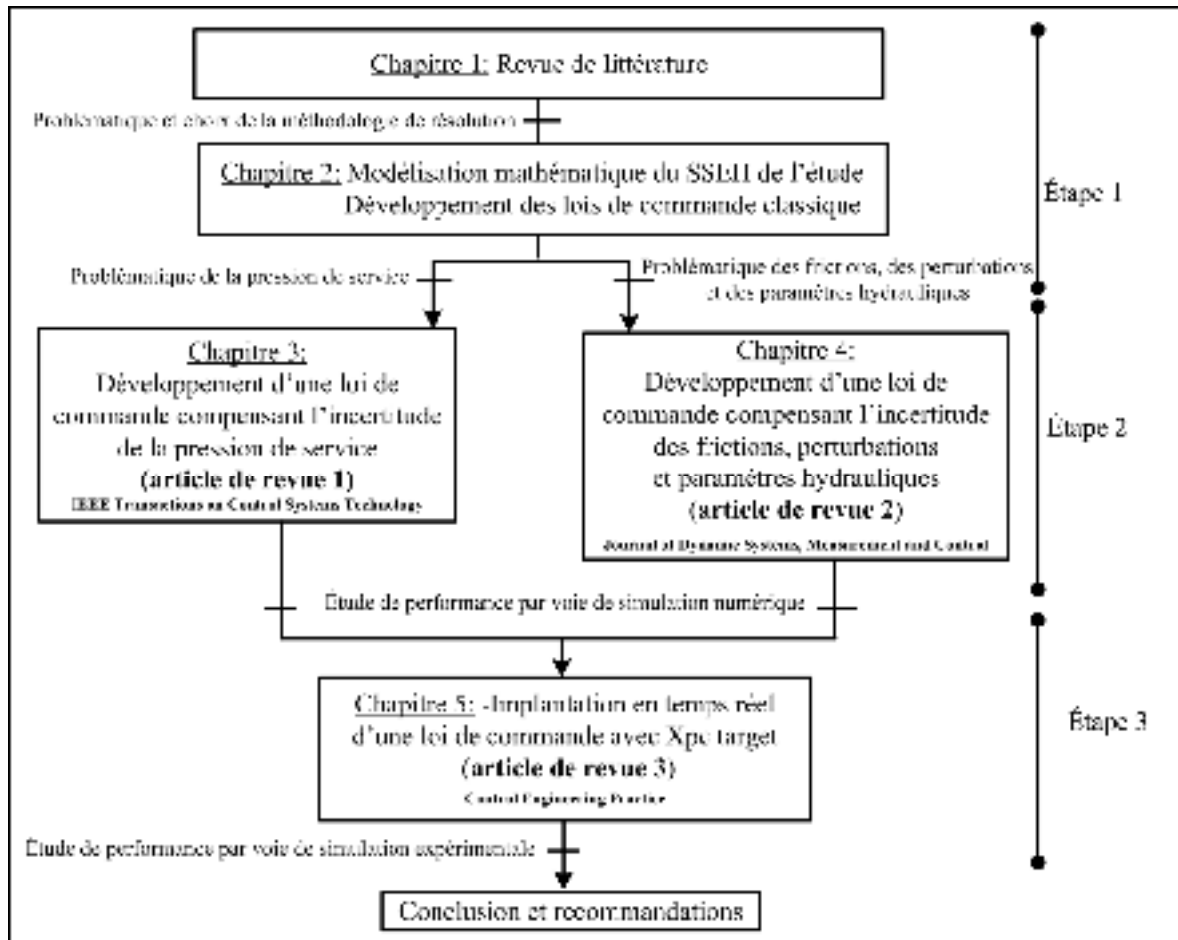 Chapitre 1: Revue de littérature
Problématique et choix de la méthodologie de résolution
Chapitre 2: Modélisation mathématique du SSEH de l'étude
Développement des lois de commande classique
Étape 1
Problématique de la pression de service
Problématique des frictions, des perturbations
et des paramètres hydrauliques
Chapitre 3:
Développement d'une loi de
commande compensant l'incertitude
de la pression de service
(article de revue 1)
IEEE Transactions on Control Systems Technology
Chapitre 4:
Développement d'une loi de
commande compensant l'incertitude
des frictions, perturbations
et paramètres hydrauliques
(article de revue 2)
Journal of Dynamic Systems, Measurement and Control
Étape 2
Étude de performance par voie de simulation numérique
Chapitre 5: -Implantation en temps réel
d'une loi de commande avec Xpc target
(article de revue 3)
Control Engineering Practice
Étape 3
Étude de performance par voie de simulation expérimentale
Conclusion et recommandations